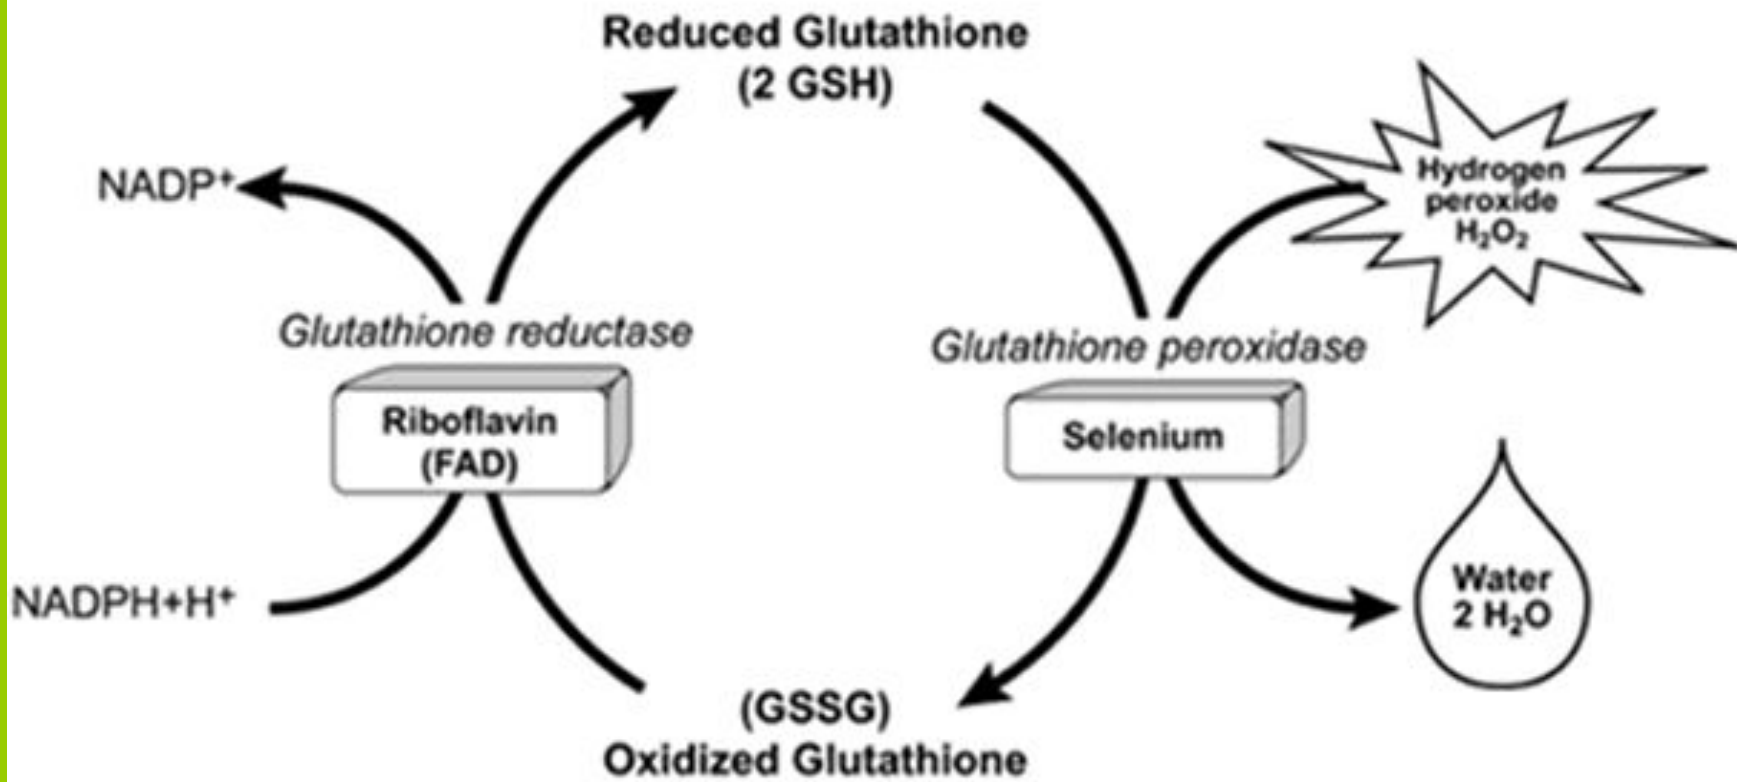 Reduced Glutathione
(2 GSH)
NADP⁺
Hydrogen
peroxide
H₂O₂
Glutathione reductase
Glutathione peroxidase
Riboflavin
(FAD)
Selenium
NADPH+H⁺
Water
2 H₂O
(GSSG)
Oxidized Glutathione